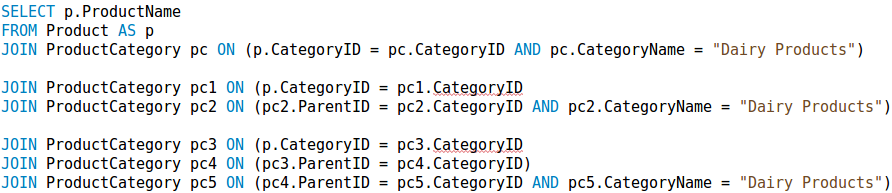 SELECT p.ProductName
FROM Product AS p
JOIN ProductCategory pc ON (p.CategoryID = pc.CategoryID AND pc.CategoryName = "Dairy Products")
JOIN ProductCategory pc1 ON (p.CategoryID = pc1.CategoryID
JOIN ProductCategory pc2 ON (pc2.ParentID = pc2.CategoryID AND pc2.CategoryName = "Dairy Products")
JOIN ProductCategory pc3 ON (p.CategoryID = pc3.CategoryID
JOIN ProductCategory pc4 ON (pc3.ParentID = pc4.CategoryID)
JOIN ProductCategory pc5 ON (pc4.ParentID = pc5.CategoryID AND pc5.CategoryName = "Dairy Products")